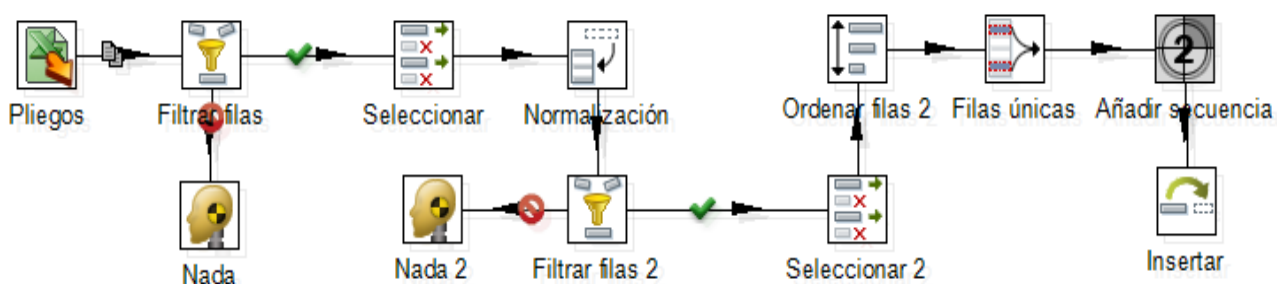 Pliegos
Filtrar filas
Seleccionar
Normalización
Ordenar filas 2
Filas únicas
Añadir secuencia
2
Nada
Nada 2
Filtrar filas 2
Seleccionar 2
Insertar